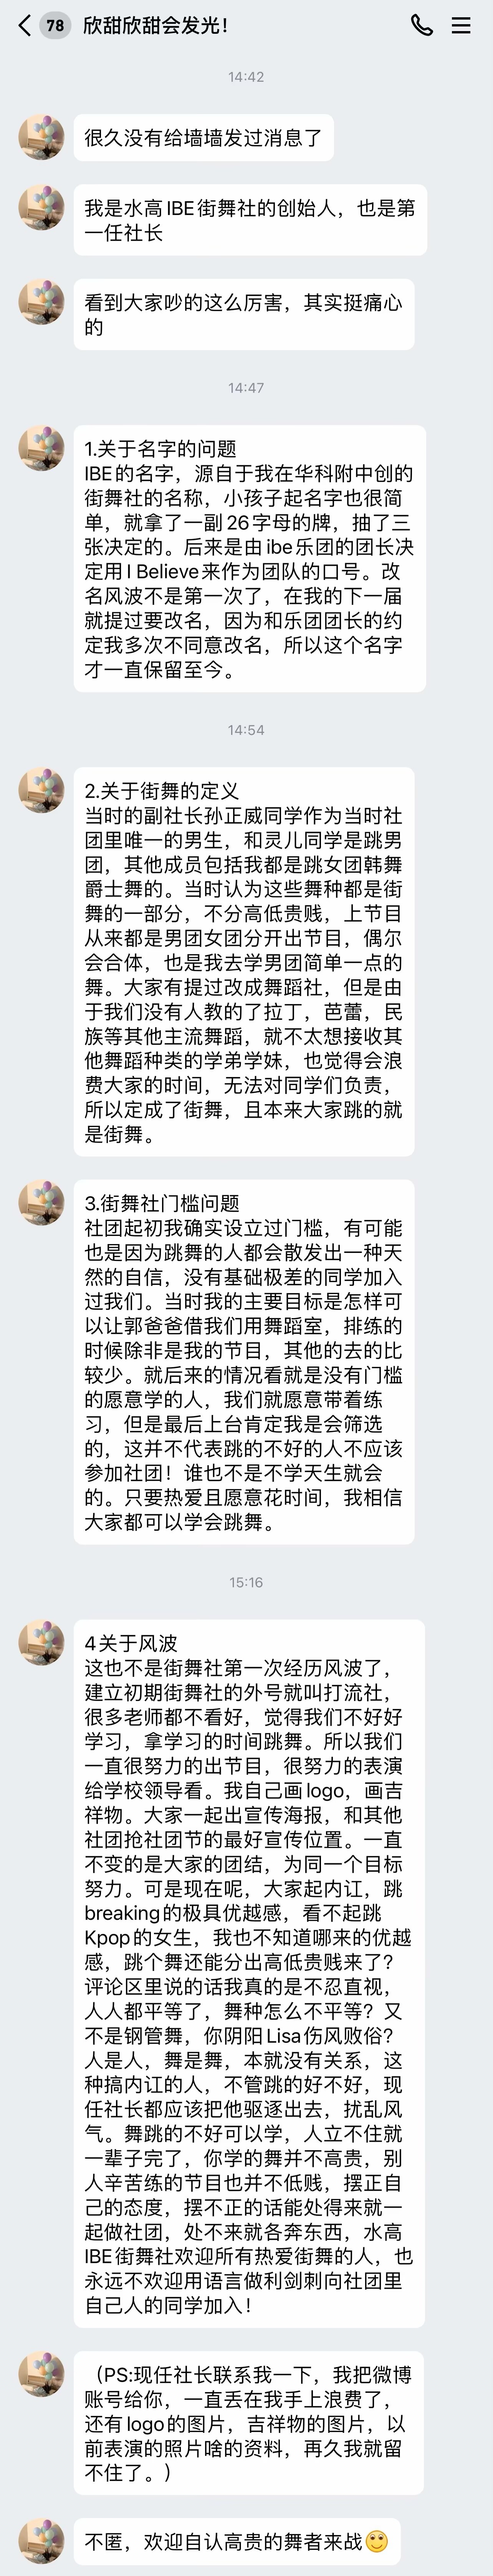 78
欣甜欣甜会发光！
14:42
很久没有给墙墙发过消息了
我是水高IBE街舞社的创始人，也是第
一任社长
看到大家吵的这么厉害，其实挺痛心
的
14:47
1.关于名字的问题
IBE的名字，源自于我在华科附中创的
街舞社的名称，小孩子起名字也很简
单，就拿了一副26字母的牌，抽了三
张决定的。后来是由ibe乐团的团长决
定用I Believe来作为团队的口号。改
名风波不是第一次了，在我的下一届
就提过要改名，因为和乐团团长的约
定我多次不同意改名，所以这个名字
才一直保留至今。
14:54
2.关于街舞的定义
当时的副社长孙正威同学作为当时社
团里唯一的男生，和灵儿同学是跳男
团，其他成员包括我都是跳女团韩舞
爵士舞的。当时认为这些舞种都是街
舞的一部分，不分高低贵贱，上节目
从来都是男团女团分开出节目，偶尔
会合体，也是我去学男团简单一点的
舞。大家有提过改成舞蹈社，但是由
于我们没有人教的了拉丁，芭蕾，民
族等其他主流舞蹈，就不太想接收其
他舞蹈种类的学弟学妹，也觉得会浪
费大家的时间，无法对同学们负责，
所以定成了街舞，且本来大家跳的就
是街舞。
3.街舞社门槛问题
社团起初我确实设立过门槛，有可能
也是因为跳舞的人都会散发出一种天
然的自信，没有基础极差的同学加入
过我们。当时我的主要目标是怎样可
以让郭爸爸借我们用舞蹈室，排练的
时候除非是我的节目，其他的去的比
较少。就后来的情况看就是没有门槛
的愿意学的人，我们就愿意带着练
习，但是最后上台肯定我是会筛选
的，这并不代表跳的不好的人不应该
参加社团！谁也不是不学天生就会
的。只要热爱且愿意花时间，我相信
大家都可以学会跳舞。
15:16
4关于风波
这也不是街舞社第一次经历风波了，
建立初期街舞社的外号就叫打流社，
很多老师都不看好，觉得我们不好好
学习，拿学习的时间跳舞。所以我们
一直很努力的出节目，很努力的表演
给学校领导看。我自己画logo，画吉
祥物。大家一起出宣传海报，和其他
社团抢社团节的最好宣传位置。一直
不变的是大家的团结，为同一个目标
努力。可是现在呢，大家起内讧，跳
breaking的极具优越感，看不起跳
Kpop的女生，我也不知道哪来的优越
感，跳个舞还能分出高低贵贱来了？
评论区里说的话我真的是不忍直视，
人人都平等了，舞种怎么不平等？又
不是钢管舞，你阴阳Lisa伤风败俗？
人是人，舞是舞，本就没有关系，这
种搞内讧的人，不管跳的好不好，现
任社长都应该把他驱逐出去，扰乱风
气。舞跳的不好可以学，人立不住就
一辈子完了，你学的舞并不高贵，别
人辛苦练的节目也并不低贱，摆正自
己的态度，摆不正的话能处得来就一
起做社团，处不来就各奔东西，水高
IBE街舞社欢迎所有热爱街舞的人，也
永远不欢迎用语言做利剑刺向社团里
自己人的同学加入！
（PS:现任社长联系我一下，我把微博
账号给你，一直丢在我手上浪费了，
还有logo的图片，吉祥物的图片，以
前表演的照片啥的资料，再久我就留
不住了。）
不匿，欢迎自认高贵的舞者来战